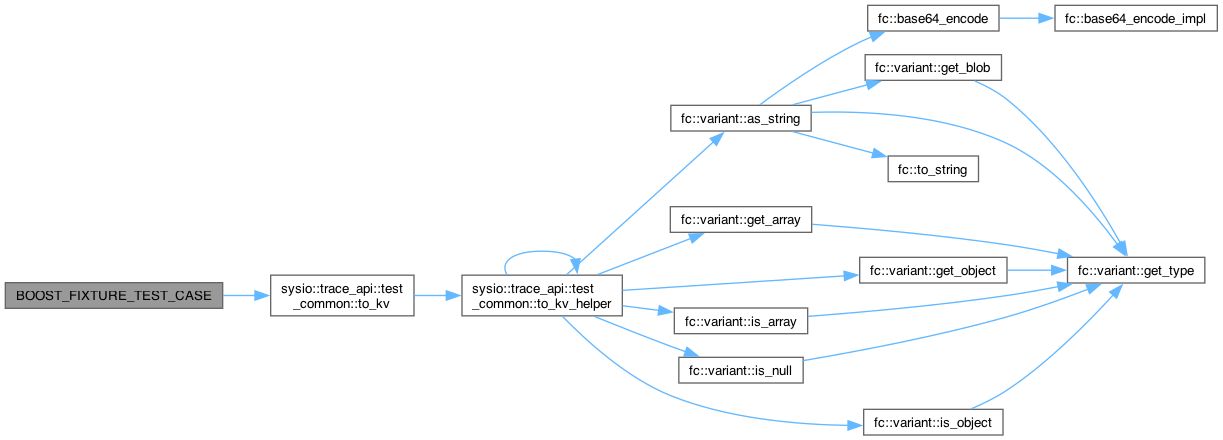 fc::base64_encode
fc::base64_encode_impl
fc::variant::get_blob
fc::variant::as_string
fc::to_string
fc::variant::get_array
fc::variant::get_object
fc::variant::get_type
BOOST_FIXTURE_TEST_CASE
sysio::trace_api::test
_common::to_kv
sysio::trace_api::test
_common::to_kv_helper
fc::variant::is_array
fc::variant::is_null
fc::variant::is_object